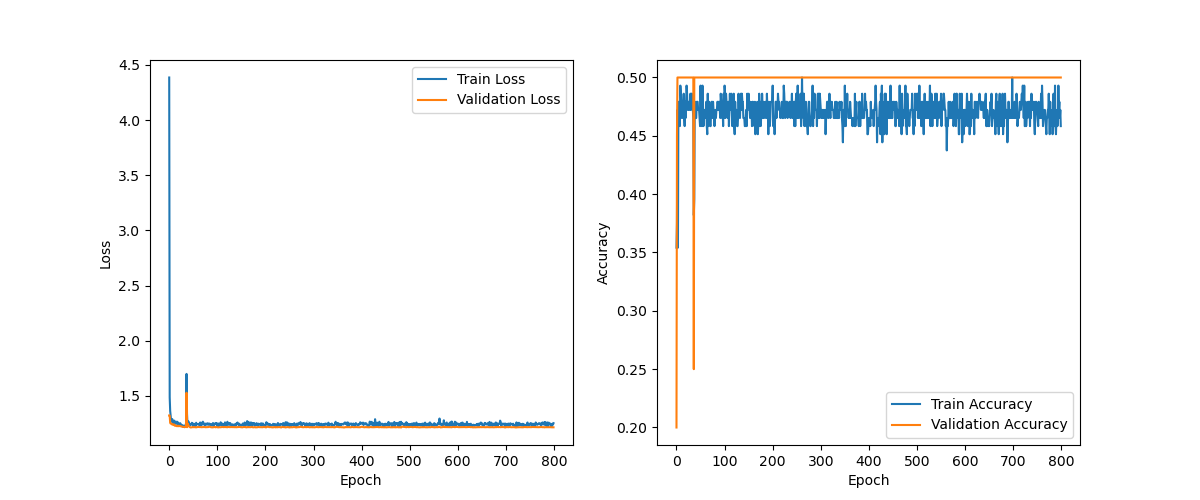 4.5
4.0
3.5
3.0
2.5
2.0
1.5
Loss
0 100 200 300 400 500 600 700 800
Epoch
Train Loss
Validation Loss
0.50
0.45
0.40
0.35
0.30
0.25
0.20
Accuracy
0 100 200 300 400 500 600 700 800
Epoch
Train Accuracy
Validation Accuracy